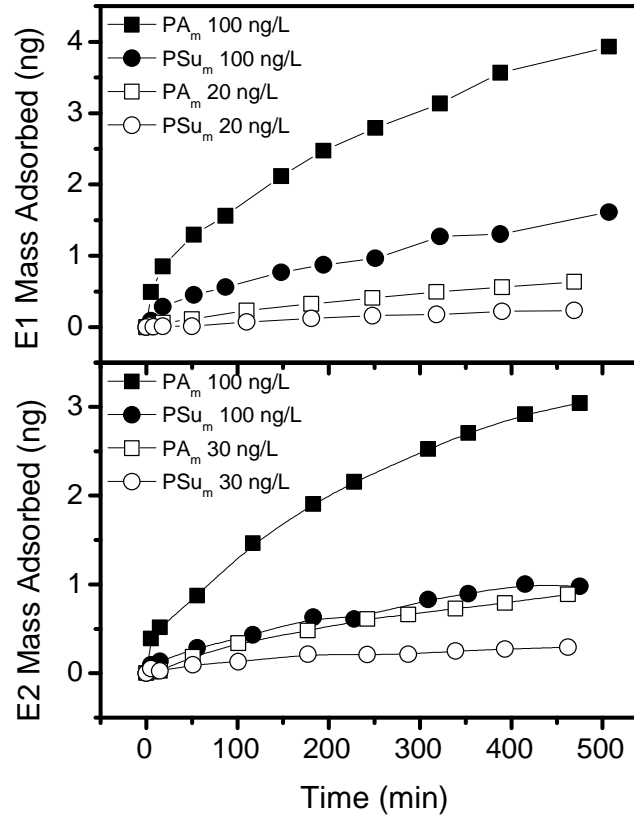 E1 Mass Adsorbed (ng)
4
3
2
1
0
PAm 100 ng/L
PSum 100 ng/L
PAm 20 ng/L
PSum 20 ng/L
E2 Mass Adsorbed (ng)
3
2
1
0
PAm 100 ng/L
PSum 100 ng/L
PAm 30 ng/L
PSum 30 ng/L
0 100 200 300 400 500
Time (min)